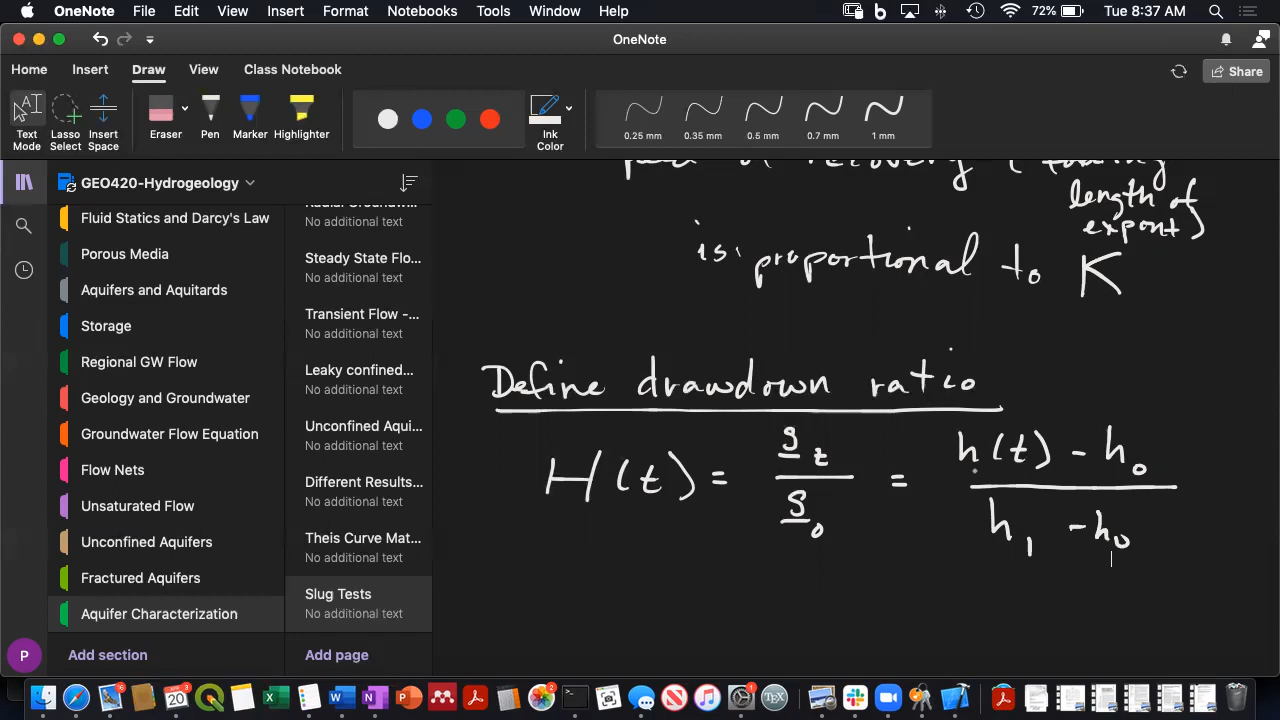 OneNote File Edit View Insert Format Notebooks Tools Window Help 72% Tue 8:37 AM
OneNote
Home Insert Draw View Class Notebook Share
Text Mode
Lasso Select
Insert Space
Eraser
Pen
Marker
Highlighter
Ink Color
0.25 mm
0.35 mm
0.5 mm
0.7 mm
1 mm
GEO420-Hydrogeology
Fluid Statics and Darcy's Law
Porous Media
Aquifers and Aquitards
Storage
Regional GW Flow
Geology and Groundwater
Groundwater Flow Equation
Flow Nets
Unsaturated Flow
Unconfined Aquifers
Fractured Aquifers
Aquifer Characterization
Add section
No additional text
Steady State Flo...
No additional text
Transient Flow -...
No additional text
Leaky confined...
No additional text
Unconfined Aqui...
No additional text
Different Results...
No additional text
Theis Curve Mat...
No additional text
Slug Tests
No additional text
Add page
of recovery (
length of
expont)
is proportional to K
Define drawdown ratio
H(t) = s_t / s_0 = h(t) - h_0 / h_1 - h_0
P